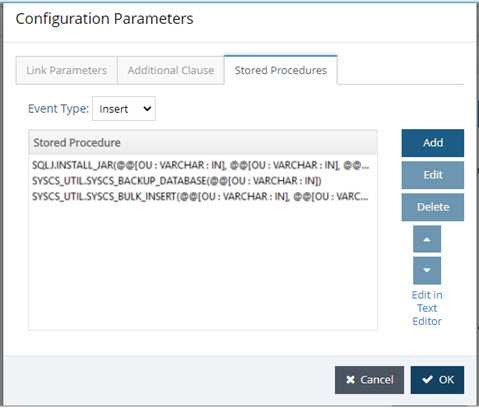 Configuration Parameters
Link Parameters
Additional Clause
Stored Procedures
Event Type: Insert
Stored Procedure
SQLJ.INSTALL_JAR(@@[OU : VARCHAR : IN], @@[OU : VARCHAR : IN], @@...
SYSCS_UTIL.SYSCS_BACKUP_DATABASE(@@[OU : VARCHAR : IN])
SYSCS_UTIL.SYSCS_BULK_INSERT(@@[OU : VARCHAR : IN], @@[OU : VARC...
Add
Edit
Delete
Edit in
Text
Editor
Cancel
OK